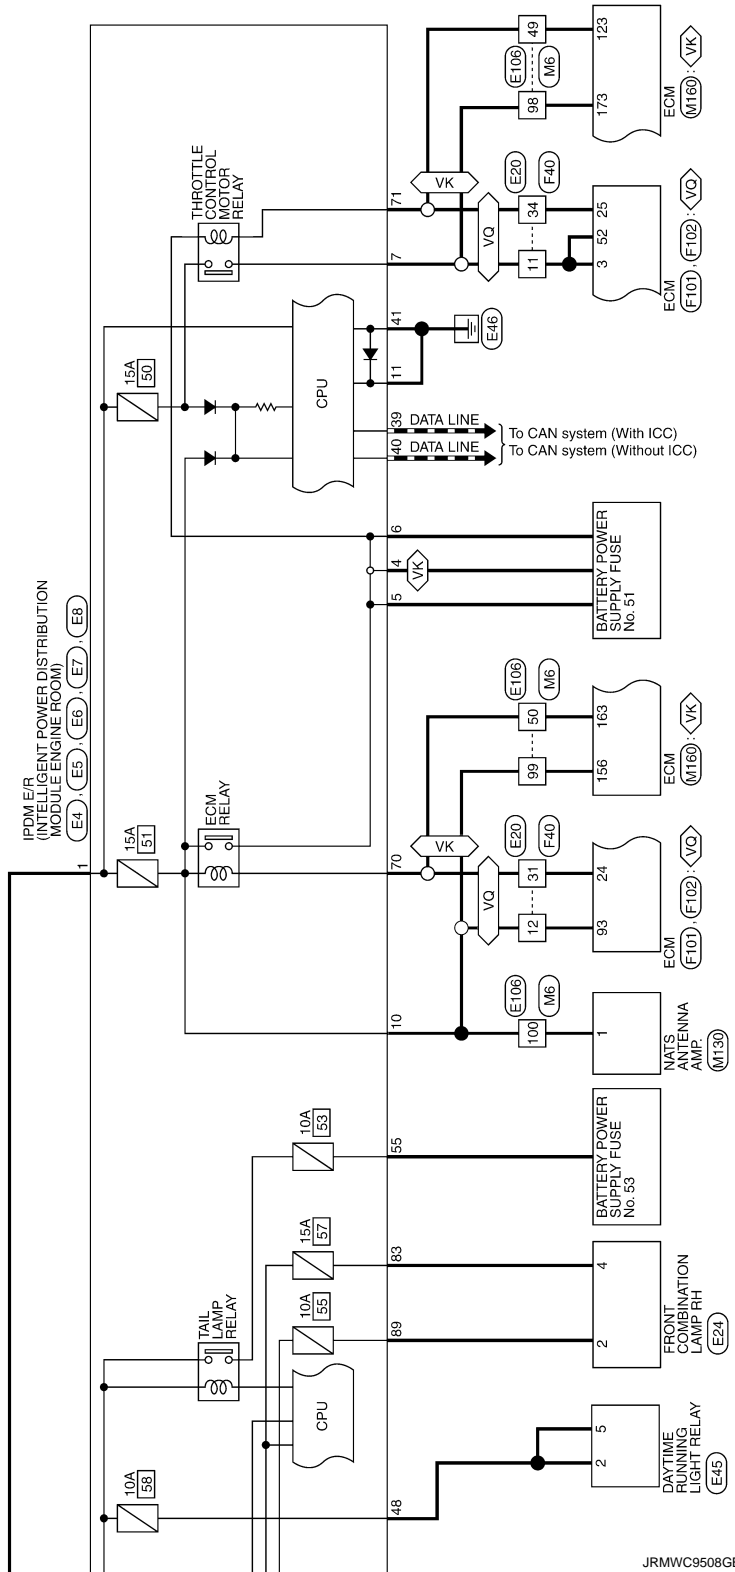 IPDM E/R
(INTELLIGENT POWER DISTRIBUTION
MODULE ENGINE ROOM)
E4 , E5 , E6 , E7 , E8
THROTTLE
CONTROL
MOTOR
RELAY
15A
50
CPU
71
7
41
11
39
40
DATA LINE
DATA LINE
To CAN system (With ICC)
To CAN system (Without ICC)
E46
VK
VQ
E106
M6
49
98
123
173
ECM
M160 : VK
E20
F40
34
11
25
52
3
ECM
F101 , F102 : VQ
6
4
5
VK
BATTERY POWER
SUPPLY FUSE
No. 51
1
15A
51
ECM
RELAY
70
10
VK
VQ
E106
M6
50
99
163
156
ECM
M160 : VK
E20
F40
31
12
24
93
ECM
F101 , F102 : VQ
E106
M6
100
1
NATS
ANTENNA
AMP.
M130
10A
53
55
BATTERY POWER
SUPPLY FUSE
No. 53
15A
57
83
10A
55
89
4
2
FRONT
COMBINATION
LAMP RH
E24
TAIL
LAMP
RELAY
CPU
10A
58
48
5
2
DAYTIME
RUNNING
LIGHT RELAY
E45